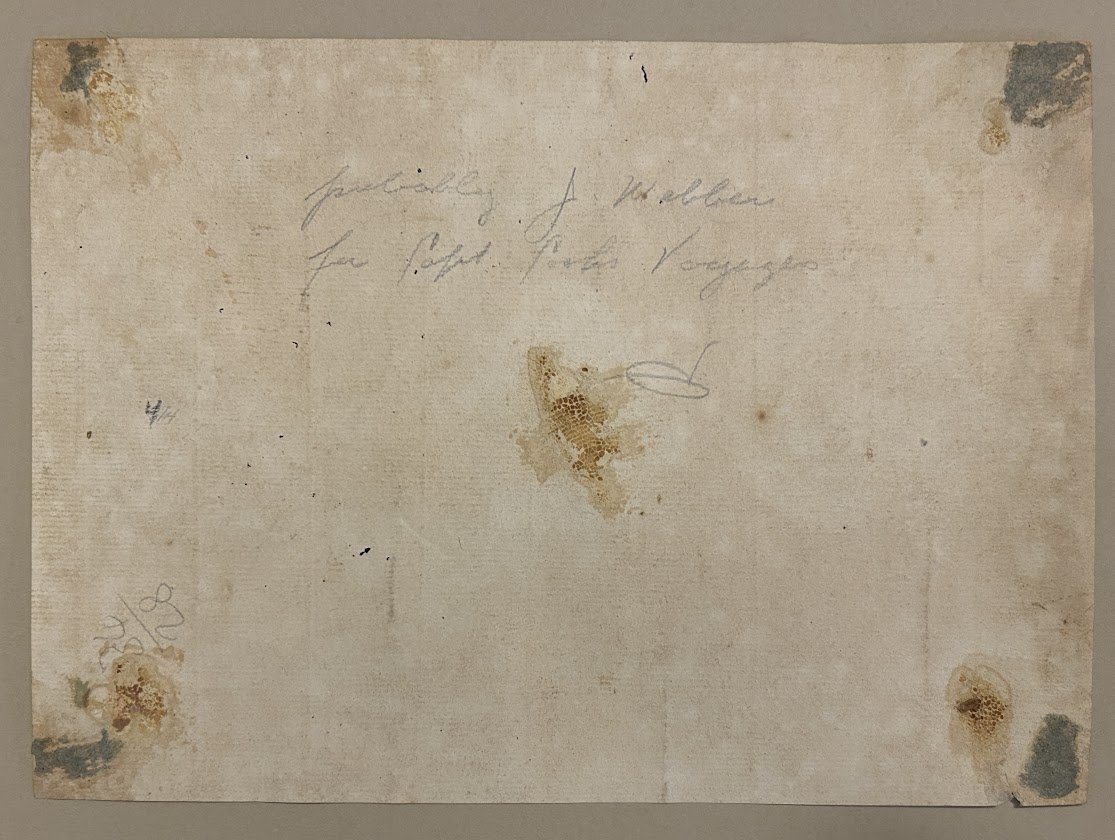 probably J. Webber
for Capt. Cooks Voyages